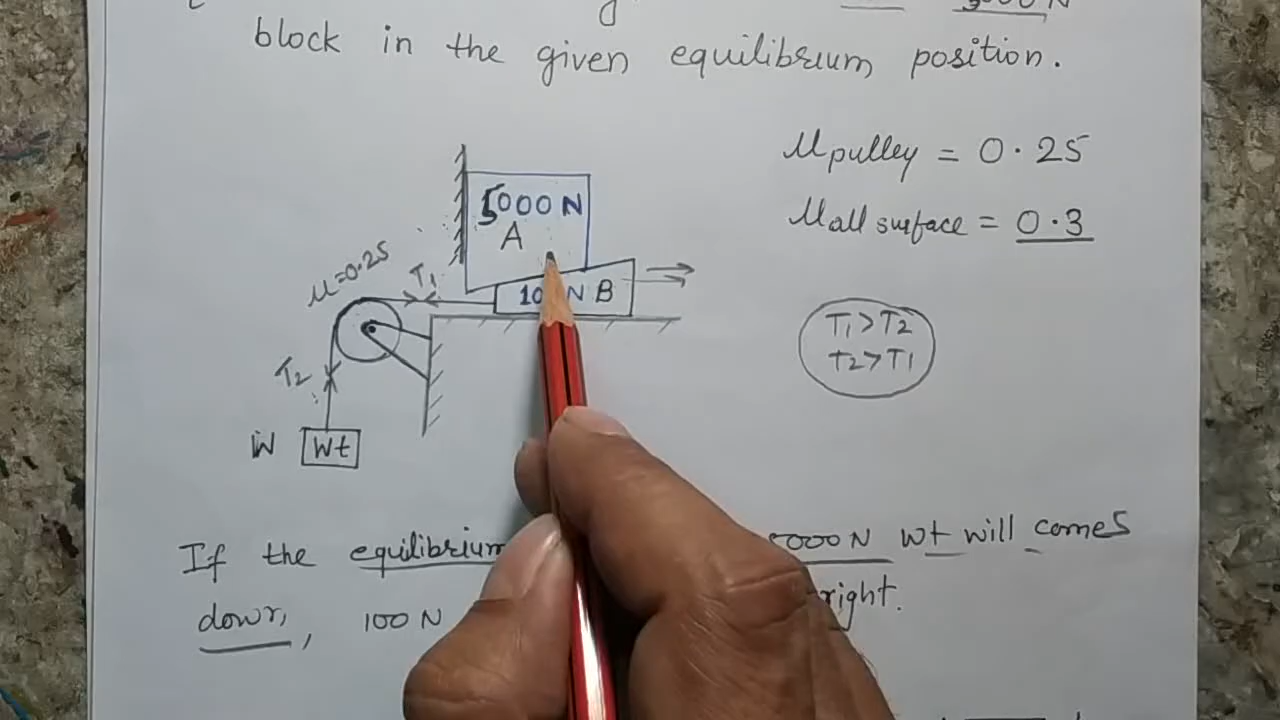 block in the given equilibrium position.
μpulley = 0.25
5000 N
μall surface = 0.3
A
μ=0.25
T1
B
T1>T2
T2
T2>T1
W
Wt
If the equilibrium 5000 N wt will comes
down, 100 N right.